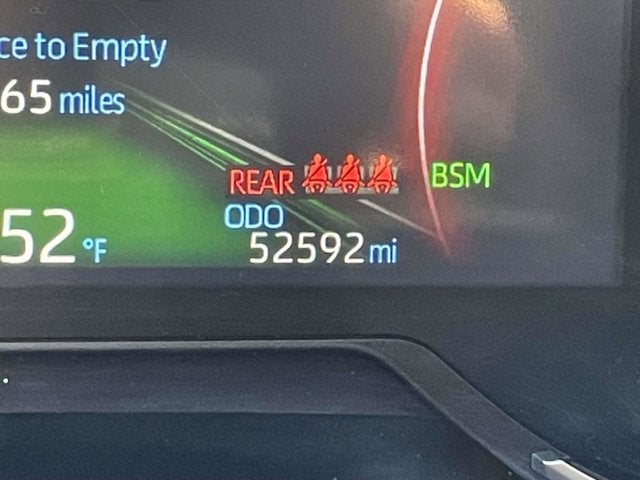 ce to Empty
65 miles
REAR
BSM
ODO
52 °F
52592 mi